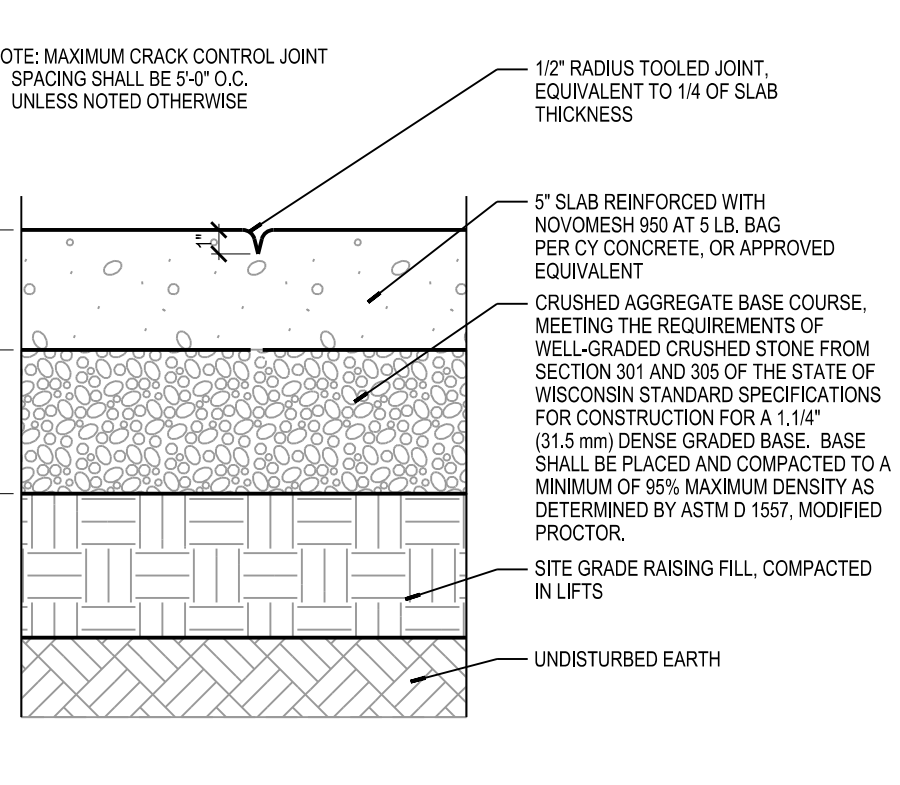 OTE: MAXIMUM CRACK CONTROL JOINT
SPACING SHALL BE 5'-0" O.C.
UNLESS NOTED OTHERWISE
1/2" RADIUS TOOLED JOINT,
EQUIVALENT TO 1/4 OF SLAB
THICKNESS
1"
5" SLAB REINFORCED WITH
NOVOMESH 950 AT 5 LB. BAG
PER CY CONCRETE, OR APPROVED
EQUIVALENT
CRUSHED AGGREGATE BASE COURSE,
MEETING THE REQUIREMENTS OF
WELL-GRADED CRUSHED STONE FROM
SECTION 301 AND 305 OF THE STATE OF
WISCONSIN STANDARD SPECIFICATIONS
FOR CONSTRUCTION FOR A 1.1/4"
(31.5 mm) DENSE GRADED BASE.  BASE
SHALL BE PLACED AND COMPACTED TO A
MINIMUM OF 95% MAXIMUM DENSITY AS
DETERMINED BY ASTM D 1557, MODIFIED
PROCTOR.
SITE GRADE RAISING FILL, COMPACTED
IN LIFTS
UNDISTURBED EARTH